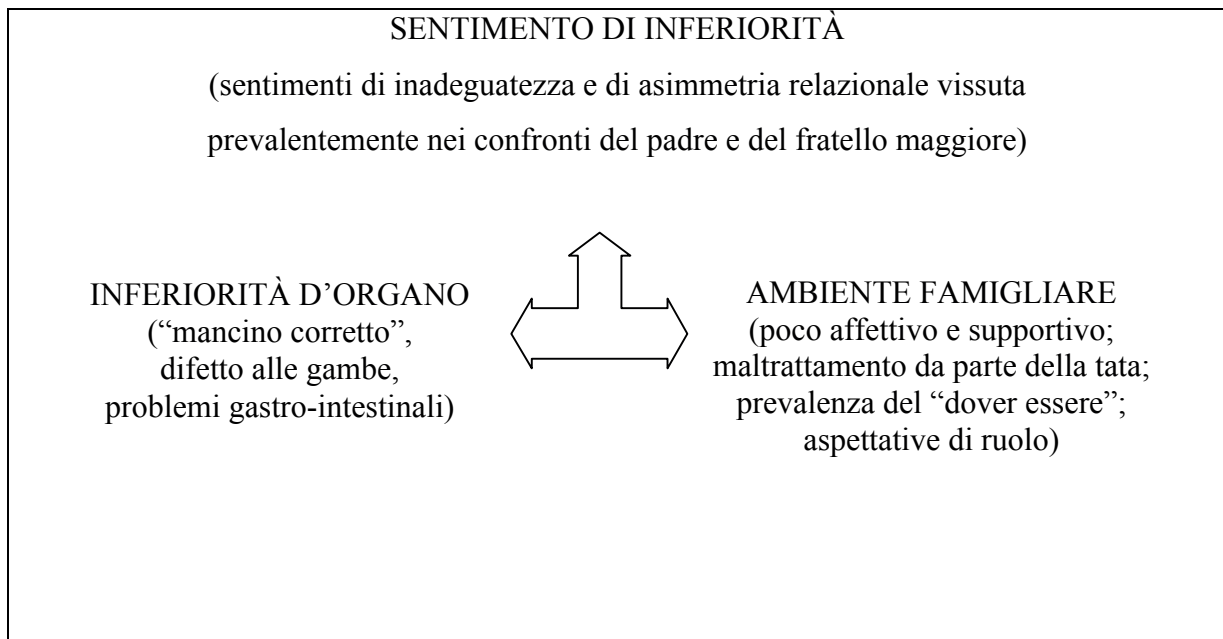 SENTIMENTO DI INFERIORITÀ
(sentimenti di inadeguatezza e di asimmetria relazionale vissuta
prevalentemente nei confronti del padre e del fratello maggiore)
INFERIORITÀ D’ORGANO
(“mancino corretto”,
difetto alle gambe,
problemi gastro-intestinali)
AMBIENTE FAMIGLIARE
(poco affettivo e supportivo;
maltrattamento da parte della tata;
prevalenza del “dover essere”;
aspettative di ruolo)